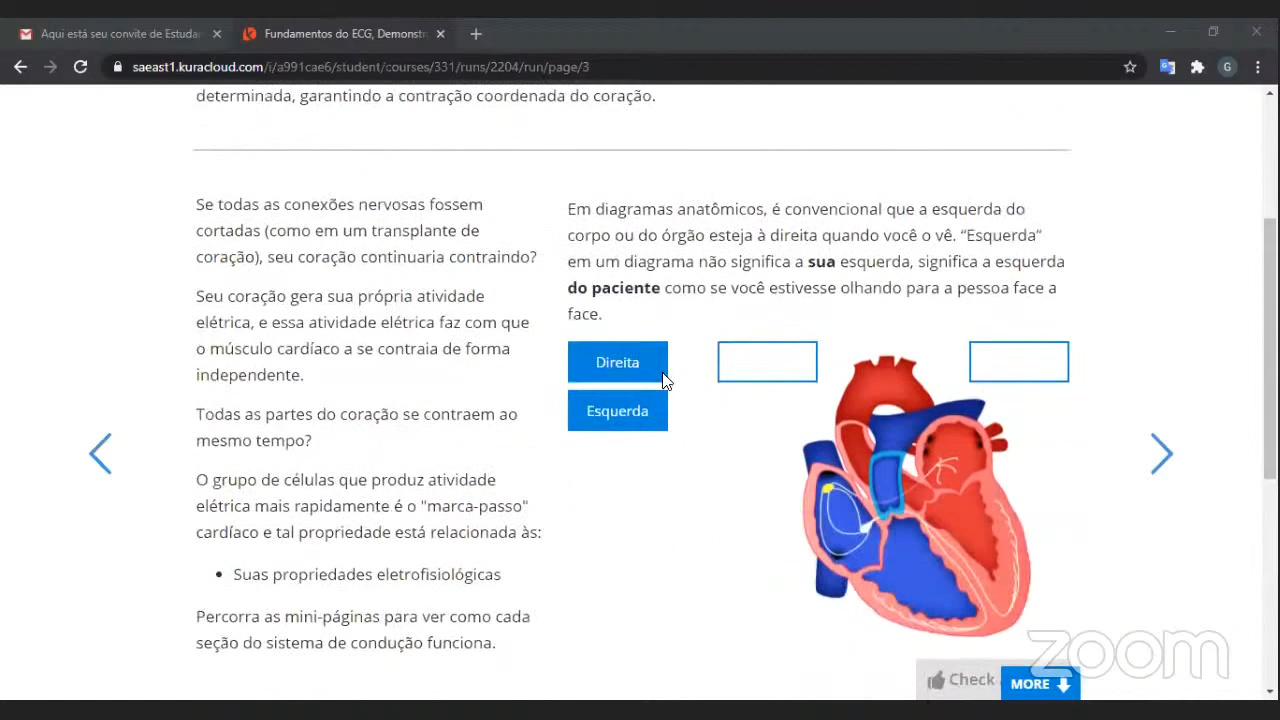 Aqui está seu convite de Estuda
Fundamentos do ECG, Demonstr
saeast1.kuracloud.com/i/a991cae6/student/courses/331/runs/2204/run/page/3
G
determinada, garantindo a contração coordenada do coração.
Se todas as conexões nervosas fossem
cortadas (como em um transplante de
coração), seu coração continuaria contraindo?
Seu coração gera sua própria atividade
elétrica, e essa atividade elétrica faz com que
o músculo cardíaco a se contraia de forma
independente.
Todas as partes do coração se contraem ao
mesmo tempo?
O grupo de células que produz atividade
elétrica mais rapidamente é o "marca-passo"
cardíaco e tal propriedade está relacionada às:
• Suas propriedades eletrofisiológicas
Percorra as mini-páginas para ver como cada
seção do sistema de condução funciona.
Em diagramas anatômicos, é convencional que a esquerda do
corpo ou do órgão esteja à direita quando você o vê. “Esquerda”
em um diagrama não significa a sua esquerda, significa a esquerda
do paciente como se você estivesse olhando para a pessoa face a
face.
Direita
Esquerda
zoom
Check
MORE